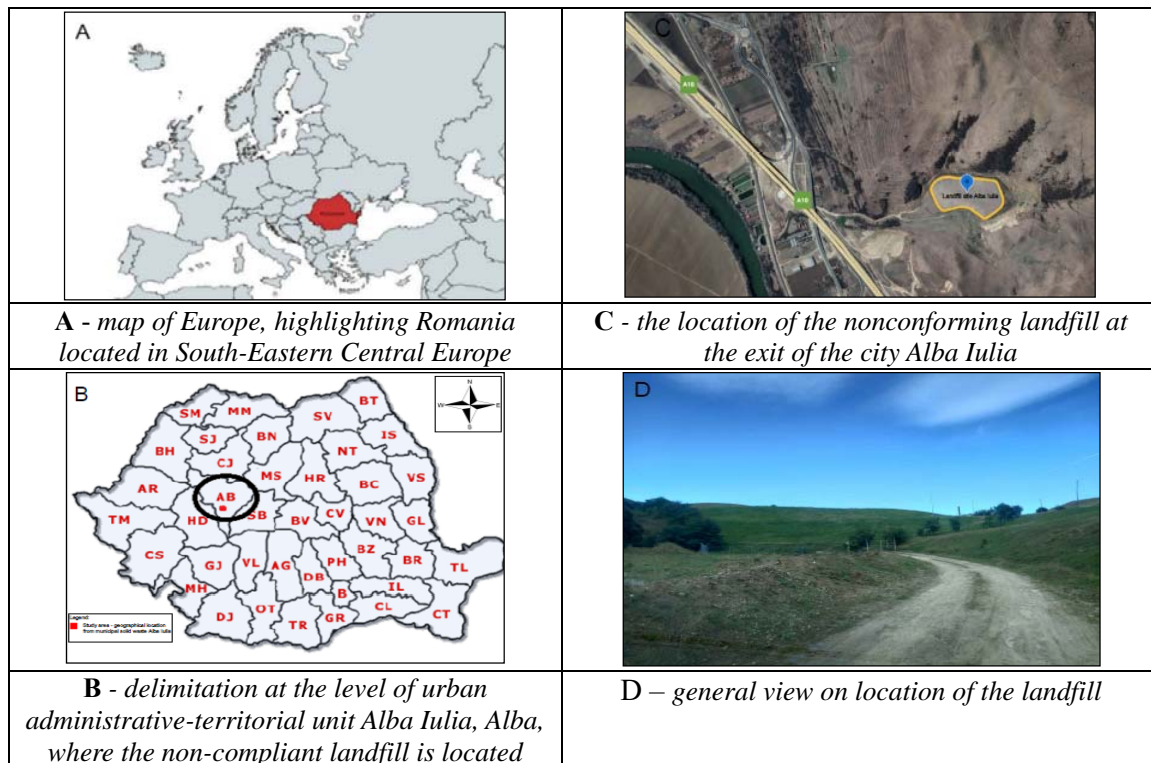 A
A - map of Europe, highlighting Romania
located in South-Eastern Central Europe
C
A10
A10
Landfill site Alba Iulia
C - the location of the nonconforming landfill at
the exit of the city Alba Iulia
B
N
W E
S
SM MM SV BT
SJ BN IS
BH CJ NT
MS HR VS
AR AB BC
TM HD SB BV CV VN GL
CS GJ VL AG PH BZ BR TL
MH DB IL
B
DJ OT TR GR CL CT
Legend:
Study area - geographical location
from municipal solid waste Alba Iulia
B - delimitation at the level of urban
administrative-territorial unit Alba Iulia, Alba,
where the non-compliant landfill is located
D
D – general view on location of the landfill